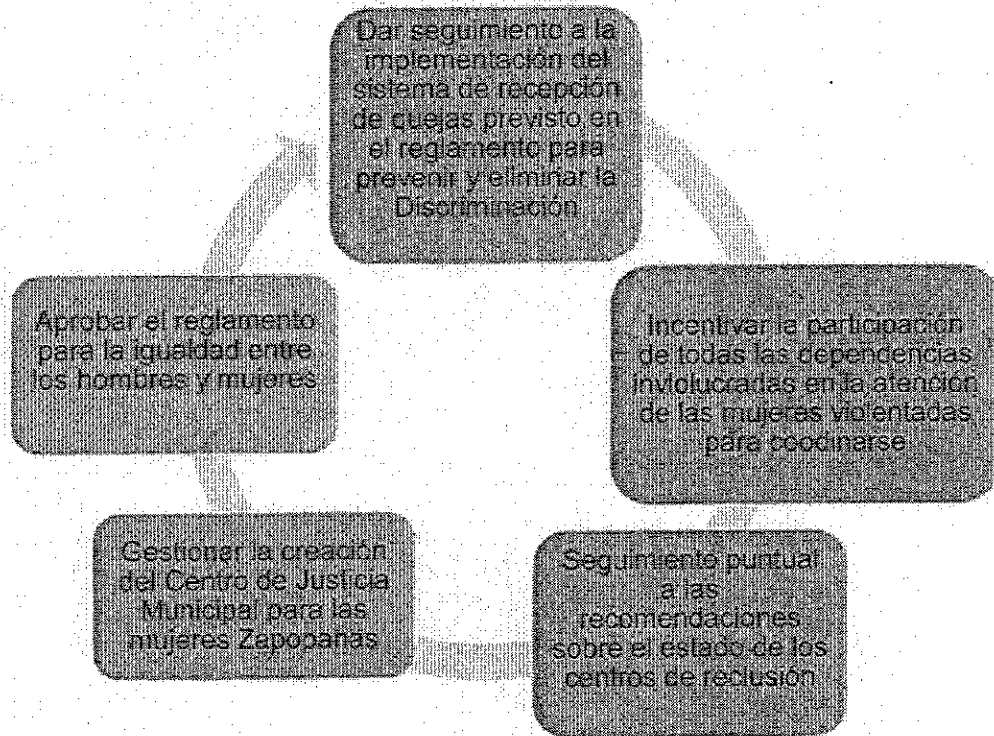 Dar seguimiento a la
implementación del
sistema de recepción
de quejas previsto en
el reglamento para
prevenir y eliminar la
Discriminación
Incentivar la participación
de todas las dependencias
inviolucradas en la atención
de las mujeres violentadas
para coodinarse
Seguimiento puntual
a las
recomendaciones
sobre el estado de los
centros de reclusión
Gestionar la creación
del Centro de Justicia
Municipal para las
mujeres Zapopanas
Aprobar el reglamento
para la igualdad entre
los hombres y mujeres